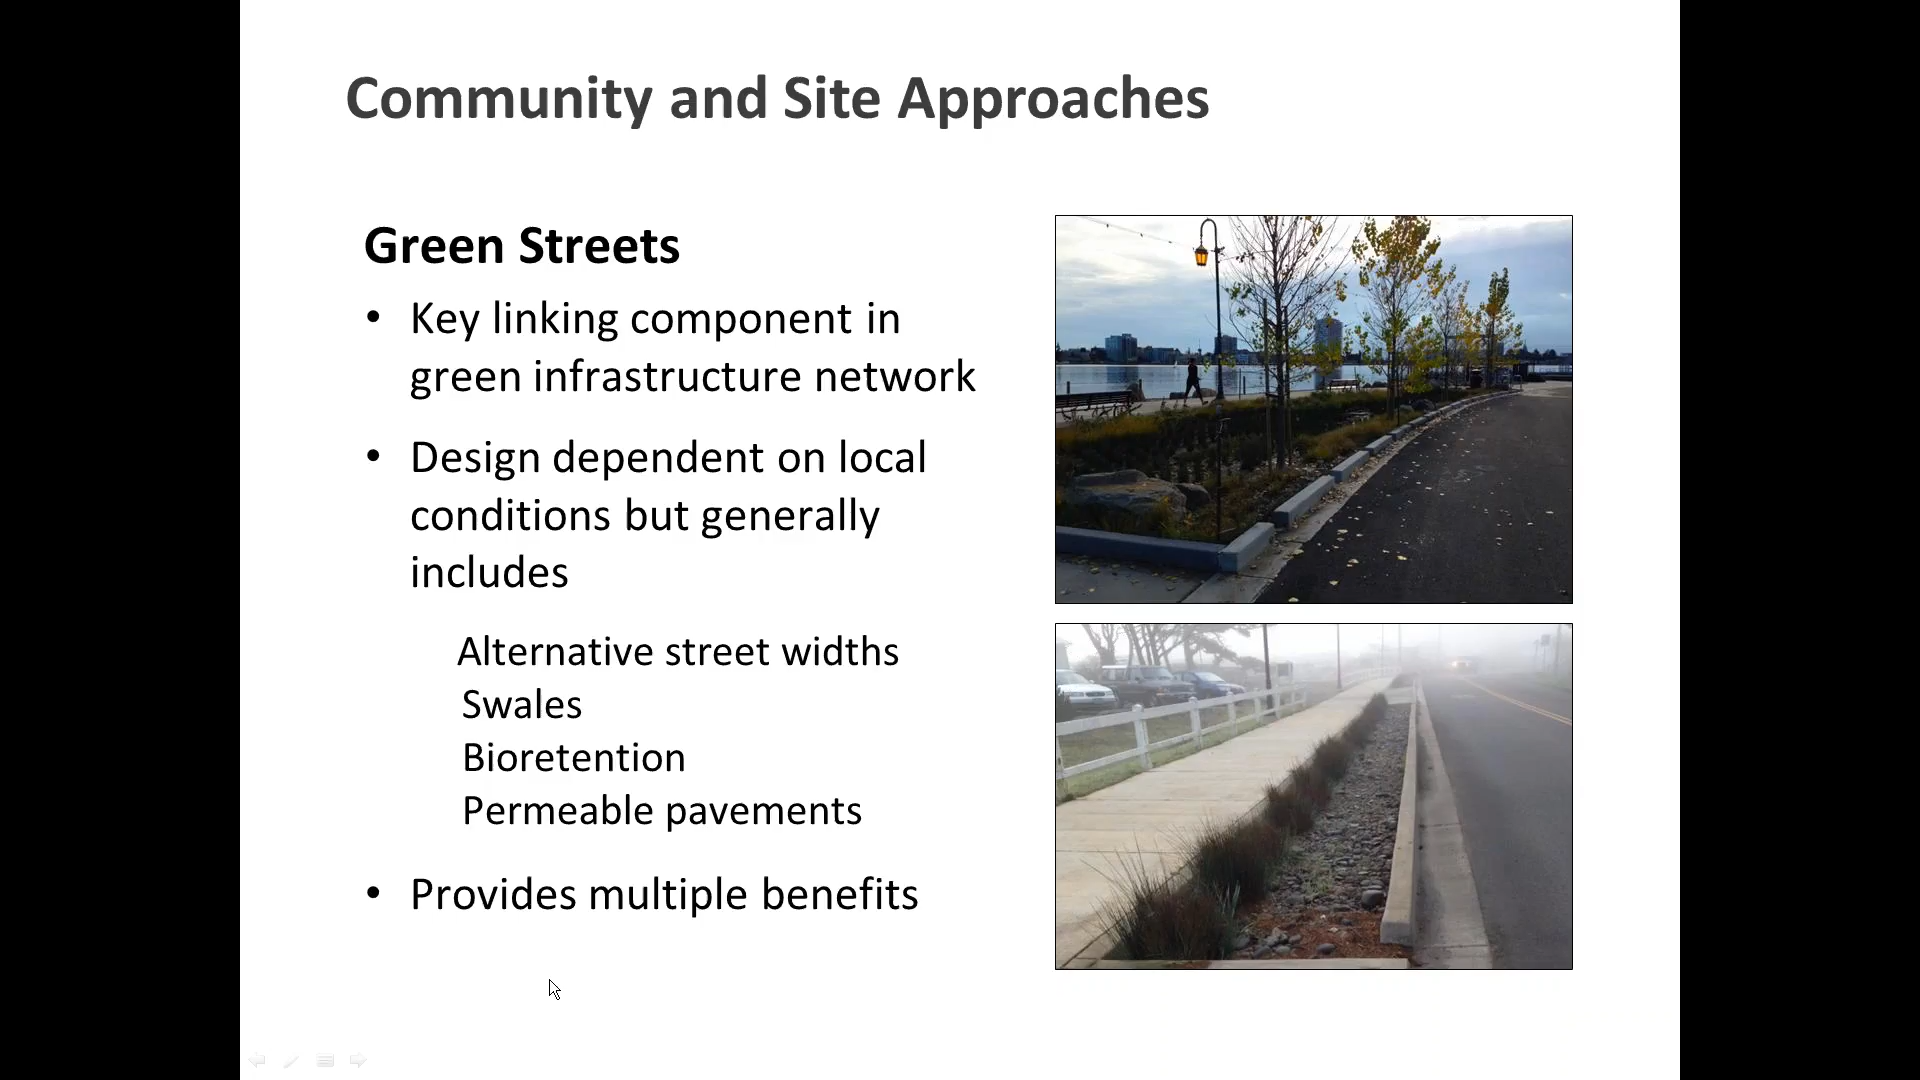 Community and Site Approaches
Green Streets
• Key linking component in
green infrastructure network
• Design dependent on local
conditions but generally
includes
Alternative street widths
Swales
Bioretention
Permeable pavements
• Provides multiple benefits